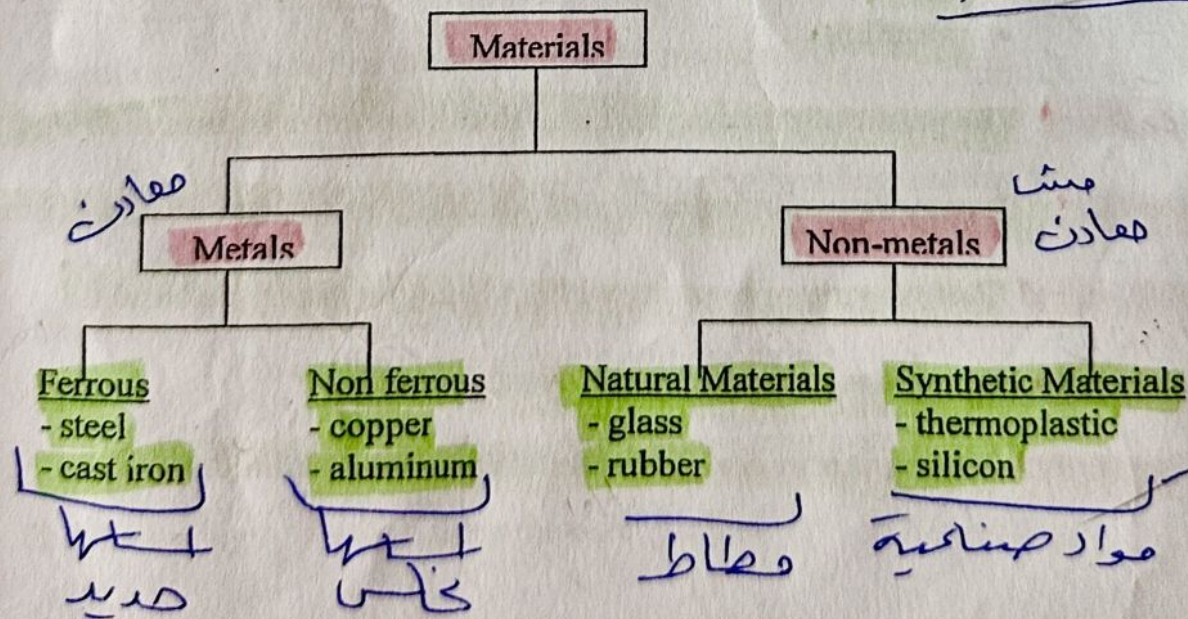 Materials
معادن
Metals
مش
معادن
Non-metals
Ferrous
- steel
- cast iron
Non ferrous
- copper
- aluminum
Natural Materials
- glass
- rubber
Synthetic Materials
- thermoplastic
- silicon
حديد
مطاط
مواد صناعية